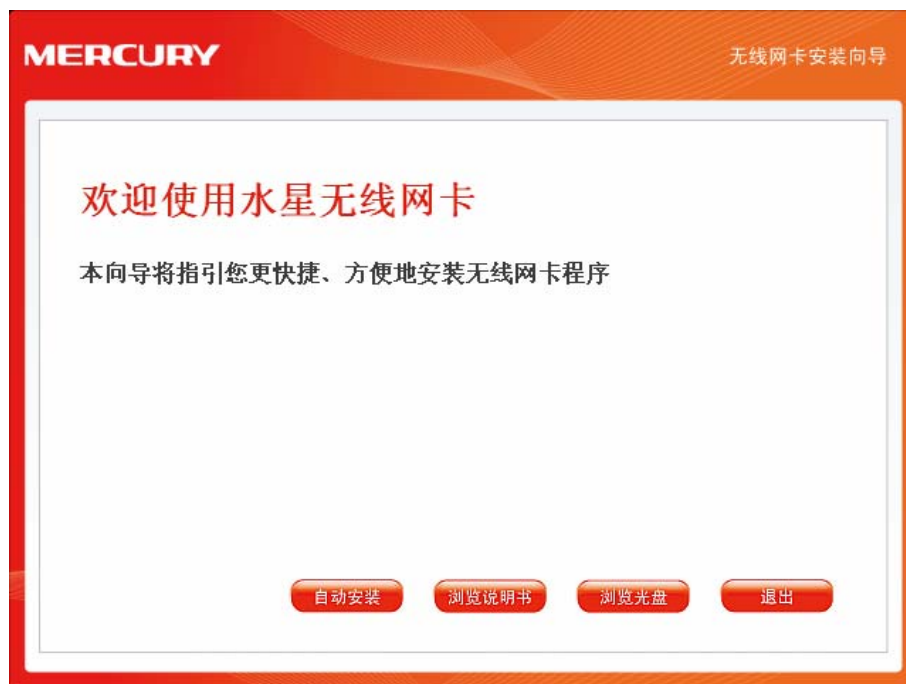 MERCURY
无线网卡安装向导
欢迎使用水星无线网卡
本向导将指引您更快捷、方便地安装无线网卡程序
自动安装
浏览说明书
浏览光盘
退出